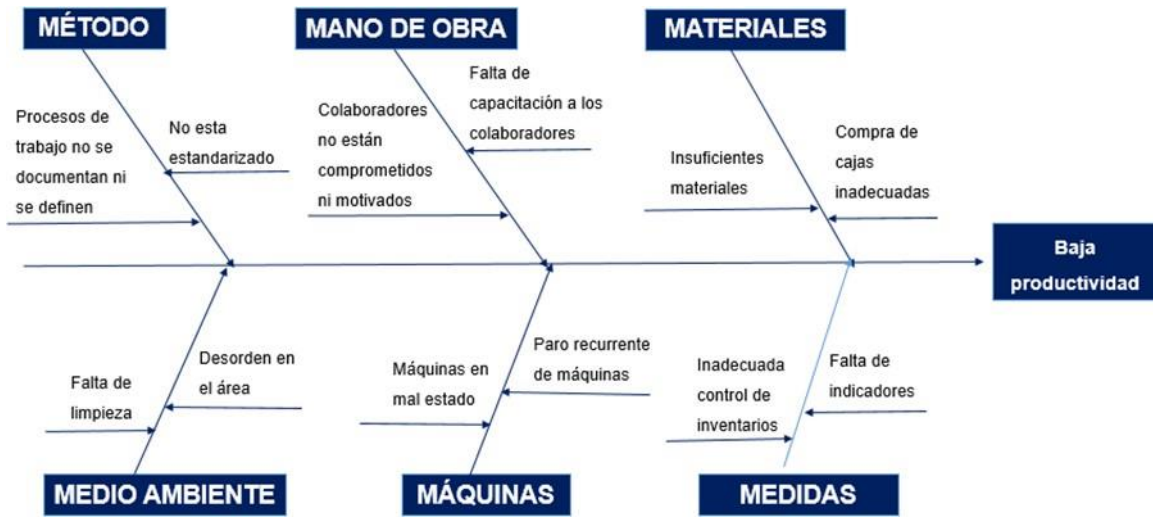 MÉTODO
MANO DE OBRA
MATERIALES
Procesos de
trabajo no se
documentan ni
se definen
No esta
estandarizado
Colaboradores
no están
comprometidos
ni motivados
Falta de
capacitación a los
colaboradores
Insuficientes
materiales
Compra de
cajas
inadecuadas
Baja
productividad
Falta de
limpieza
Desorden en
el área
Máquinas en
mal estado
Paro recurrente
de máquinas
Inadecuada
control de
inventarios
Falta de
indicadores
MEDIO AMBIENTE
MÁQUINAS
MEDIDAS